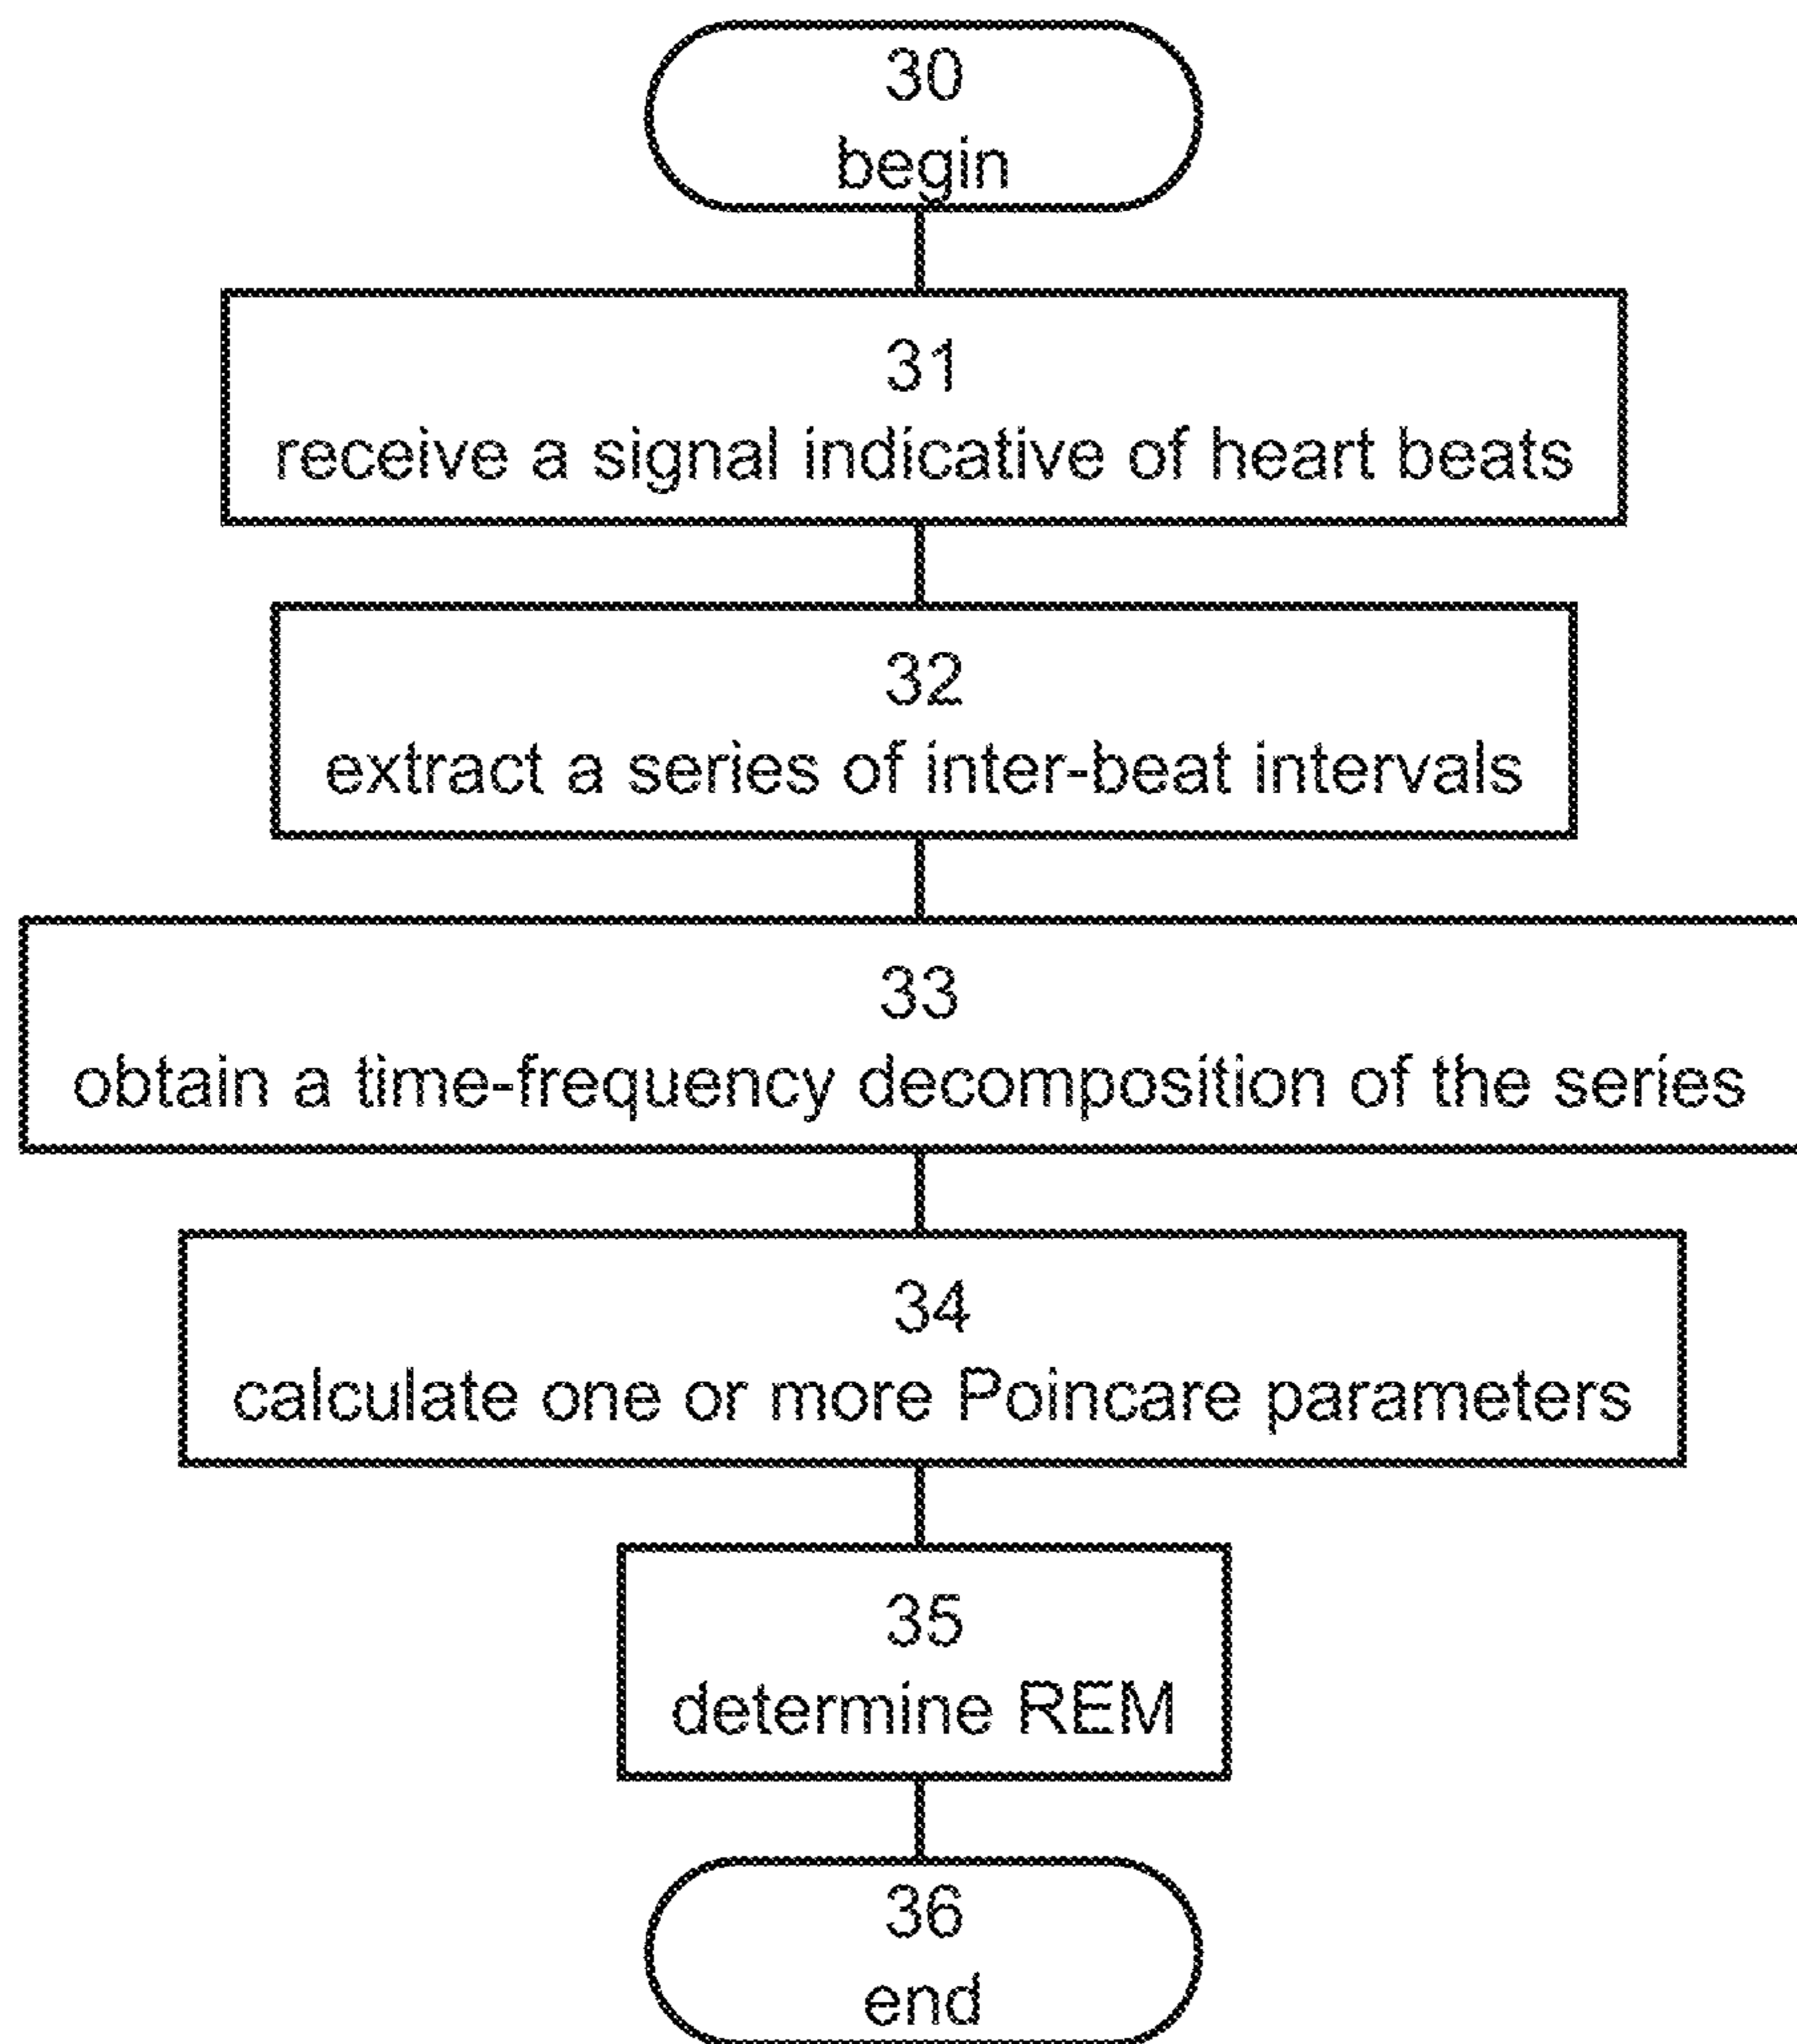 30
begin
31
receive a signal indicative of heart beats
32
extract a series of inter-beat intervals
33
obtain a time-frequency decomposition of the series
34
calculate one or more Poincare parameters
35
determine REM
36
end